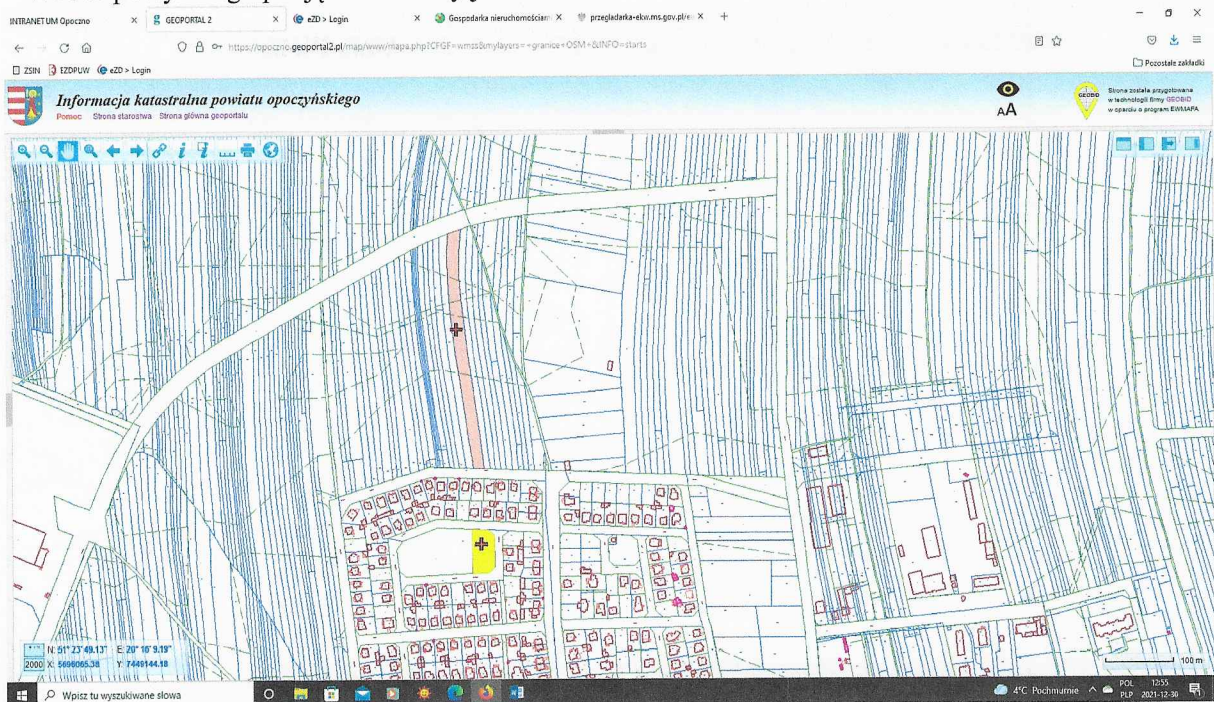 INTRANET UM Opoczno
GEOPORTAL 2
eZD > Login
Gospodarka nieruchomościam
przegladarka-ekw.ms.gov.pl/e
https://opoczno.geoportal2.pl/map/www/mapa.php?CFGF=wms&mylayers=+granice+OSM+&INFO=starts
ZSIN
EZDPUW
eZD > Login
Pozostałe zakładki
Informacja katastralna powiatu opoczyńskiego
Pomoc Strona starostwa Strona główna geoportalu
AA
GEOBID
Strona została przygotowana
w technologii firmy GEOBID
w oparciu o program EWMAPA
N: 51° 23' 49.13" E: 20° 16' 9.19"
2000 X: 5696065.38 Y: 7449144.18
100 m
Wpisz tu wyszukiwane słowa
4°C Pochmurnie
POL
PLP
12:55
2021-12-30